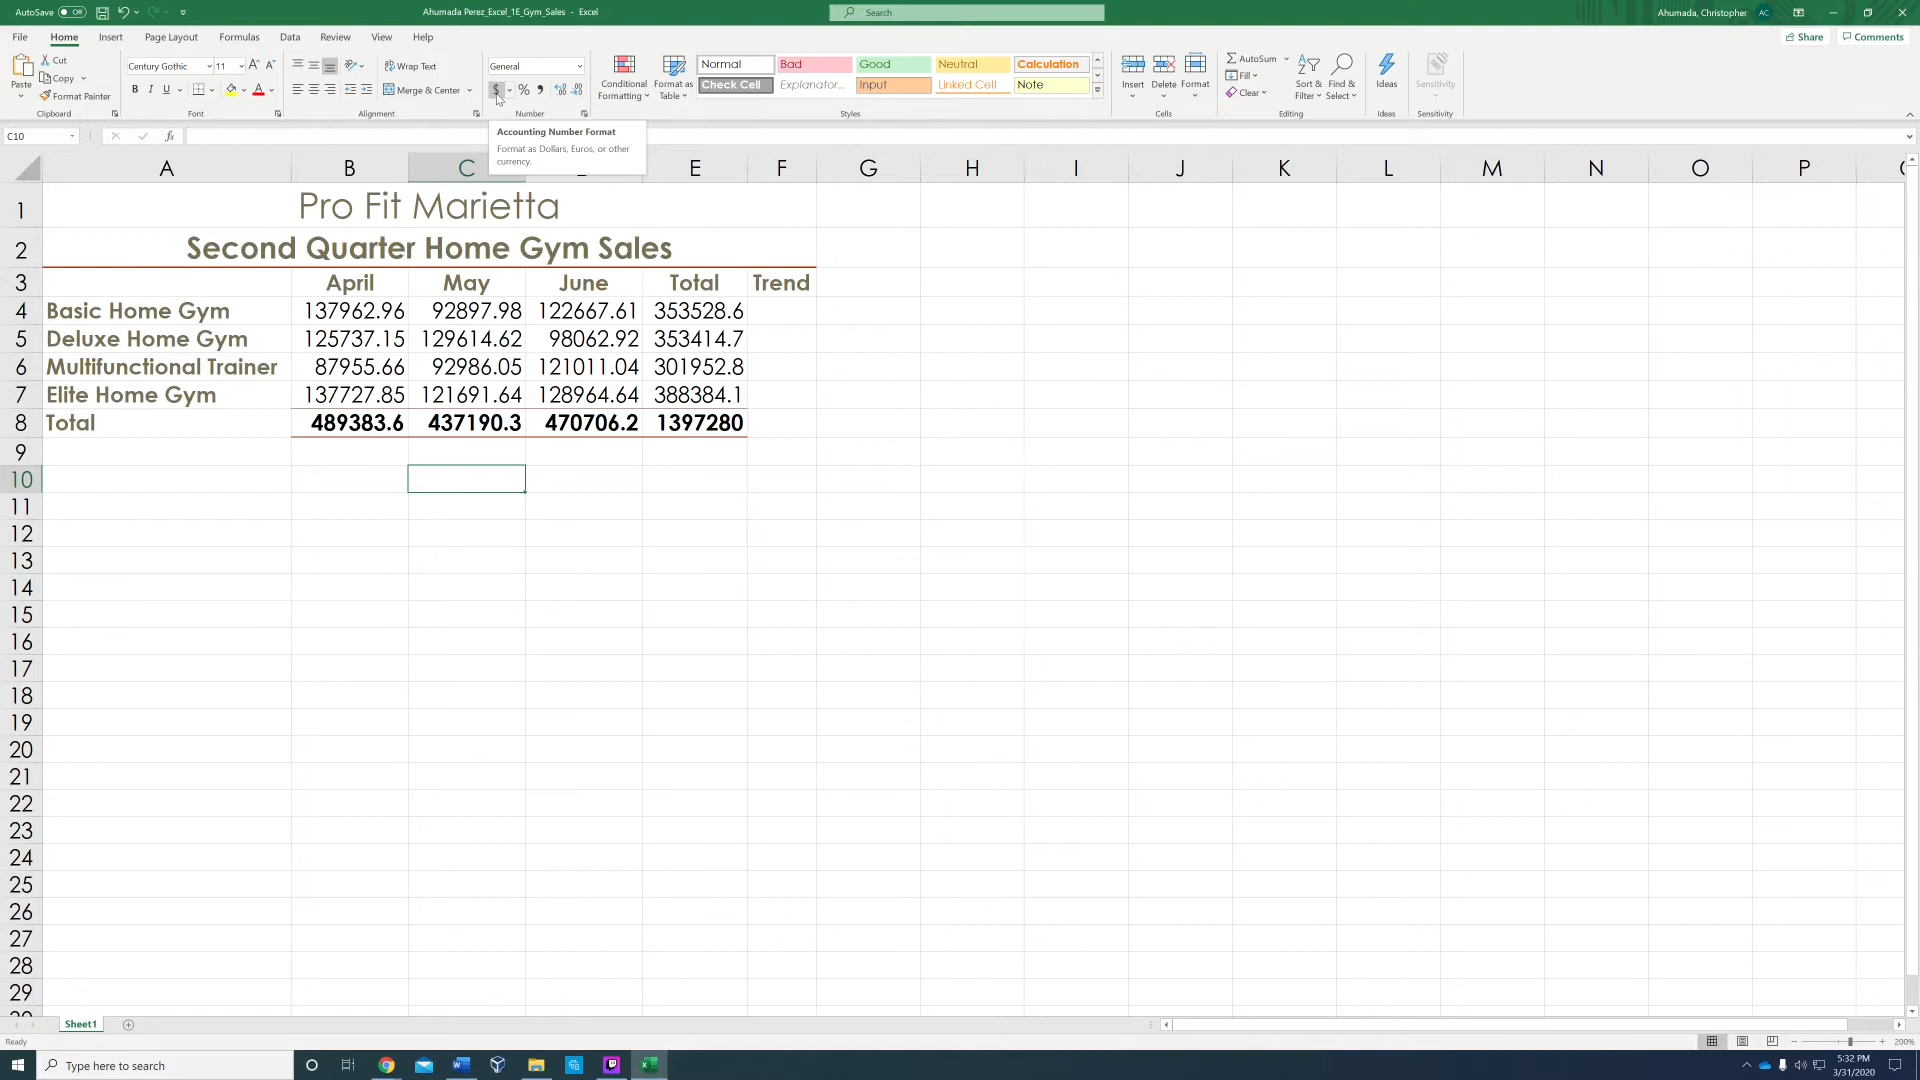 AutoSave Off Ahumada Perez_Excel_1E_Gym_Sales - Excel Search Ahumada, Christopher AC
File Home Insert Page Layout Formulas Data Review View Help Share Comments
Paste Cut Copy Format Painter Clipboard
Century Gothic 11 B I U A Font
Wrap Text Merge & Center Alignment
General $ % Number
Conditional Formatting Format as Table
Normal Bad Good Neutral Calculation
Check Cell Explanator... Input Linked Cell Note
Styles
Insert Delete Format Cells
AutoSum Fill Clear Sort & Filter Find & Select Editing
Ideas Ideas
Sensitivity Sensitivity
C10 fx
Accounting Number Format
Format as Dollars, Euros, or other
currency.
A B C E F G H I J K L M N O P
1 Pro Fit Marietta
2 Second Quarter Home Gym Sales
3 April May June Total Trend
4 Basic Home Gym 137962.96 92897.98 122667.61 353528.6
5 Deluxe Home Gym 125737.15 129614.62 98062.92 353414.7
6 Multifunctional Trainer 87955.66 92986.05 121011.04 301952.8
7 Elite Home Gym 137727.85 121691.64 128964.64 388384.1
8 Total 489383.6 437190.3 470706.2 1397280
9
10
11
12
13
14
15
16
17
18
19
20
21
22
23
24
25
26
27
28
29
Sheet1
Ready 200%
Type here to search 5:32 PM
3/31/2020